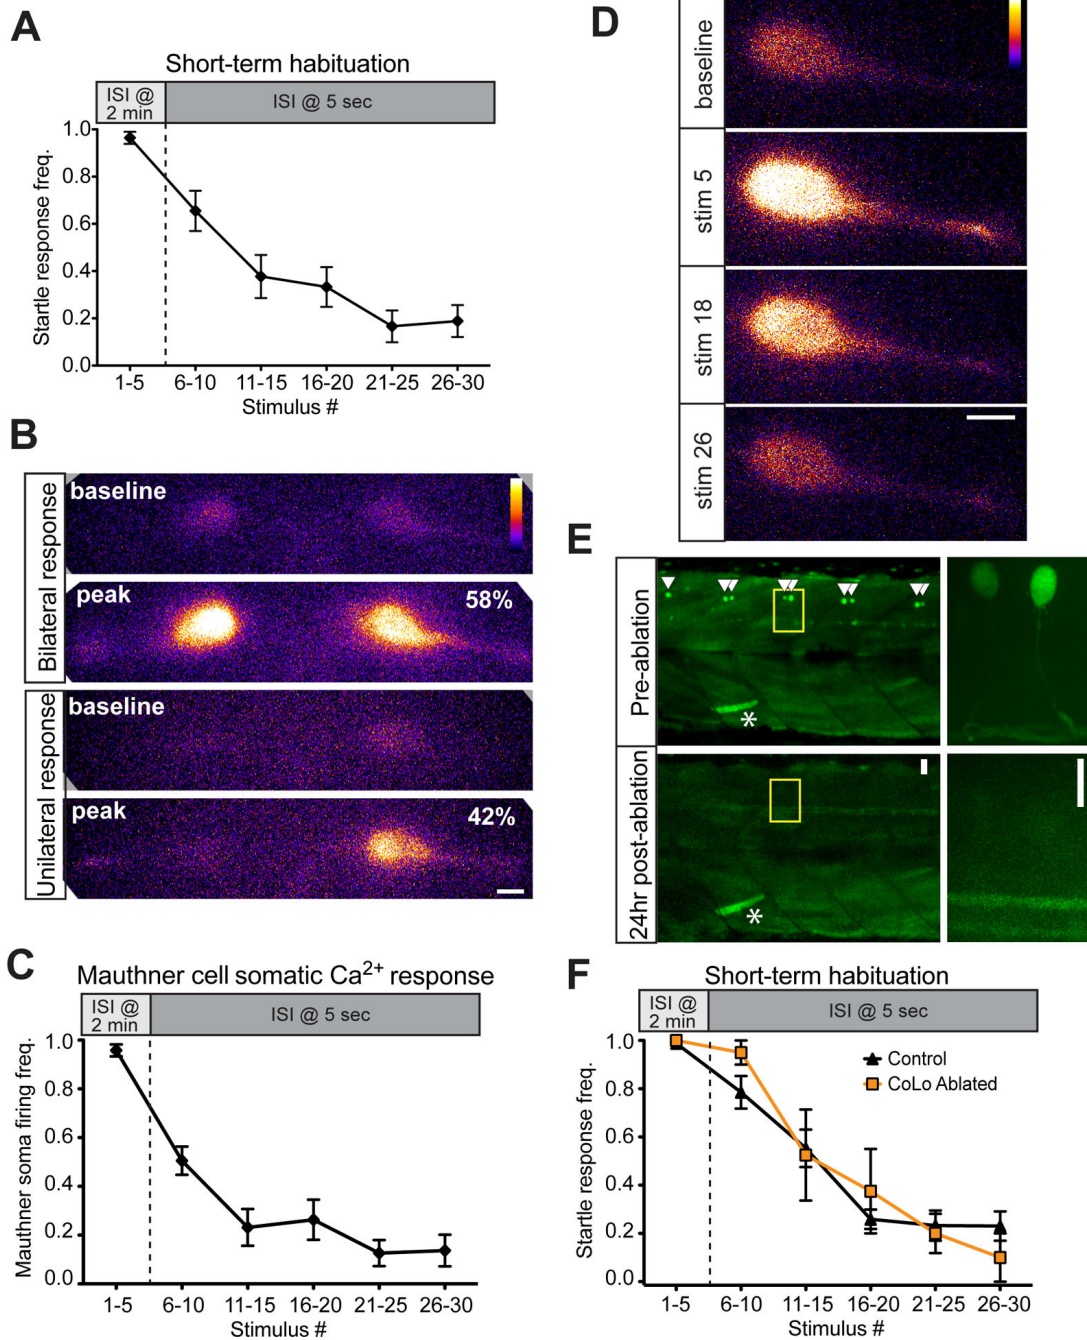 A
Short-term habituation
ISI @
2 min
ISI @ 5 sec
Startle response freq.
1.0
0.8
0.6
0.4
0.2
0.0
1-5
6-10
11-15
16-20
21-25
26-30
Stimulus #
B
Bilateral response
baseline
peak
58%
Unilateral response
baseline
peak
42%
C
Mauthner cell somatic Ca²⁺ response
ISI @
2 min
ISI @ 5 sec
Mauthner soma firing freq.
1.0
0.8
0.6
0.4
0.2
0.0
1-5
6-10
11-15
16-20
21-25
26-30
Stimulus #
D
baseline
stim 5
stim 18
stim 26
E
Pre-ablation
*
24hr post-ablation
*
F
Short-term habituation
ISI @
2 min
ISI @ 5 sec
Startle response freq.
1.0
0.8
0.6
0.4
0.2
0.0
Control
CoLo Ablated
1-5
6-10
11-15
16-20
21-25
26-30
Stimulus #